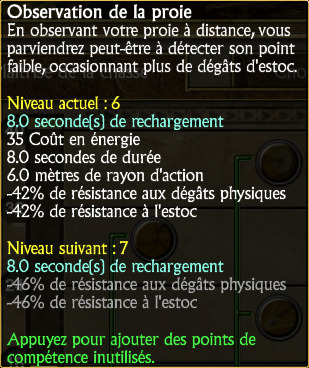 Observation de la proie
En observant votre proie à distance, vous
parviendrez peut-être à détecter son point
faible, occasionnant plus de dégâts d'estoc.
Niveau actuel : 6
8.0 seconde(s) de rechargement
35 Coût en énergie
8.0 secondes de durée
6.0 mètres de rayon d'action
-42% de résistance aux dégâts physiques
-42% de résistance à l'estoc
Niveau suivant : 7
8.0 seconde(s) de rechargement
-46% de résistance aux dégâts physiques
-46% de résistance à l'estoc
Appuyez pour ajouter des points de
compétence inutilisés.